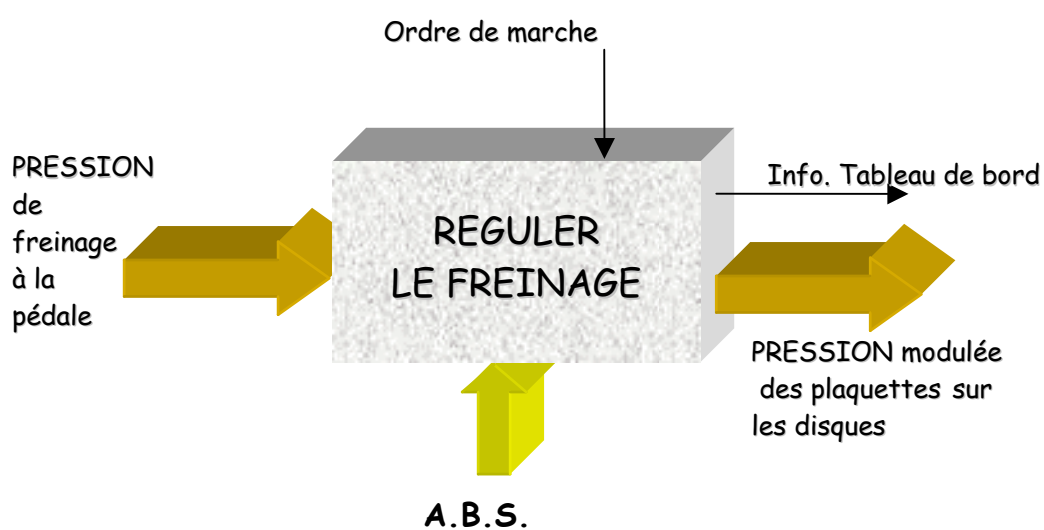 Ordre de marche
PRESSION
de
freinage
à la
pédale
REGULER
LE FREINAGE
Info. Tableau de bord
PRESSION modulée
des plaquettes sur
les disques
A.B.S.